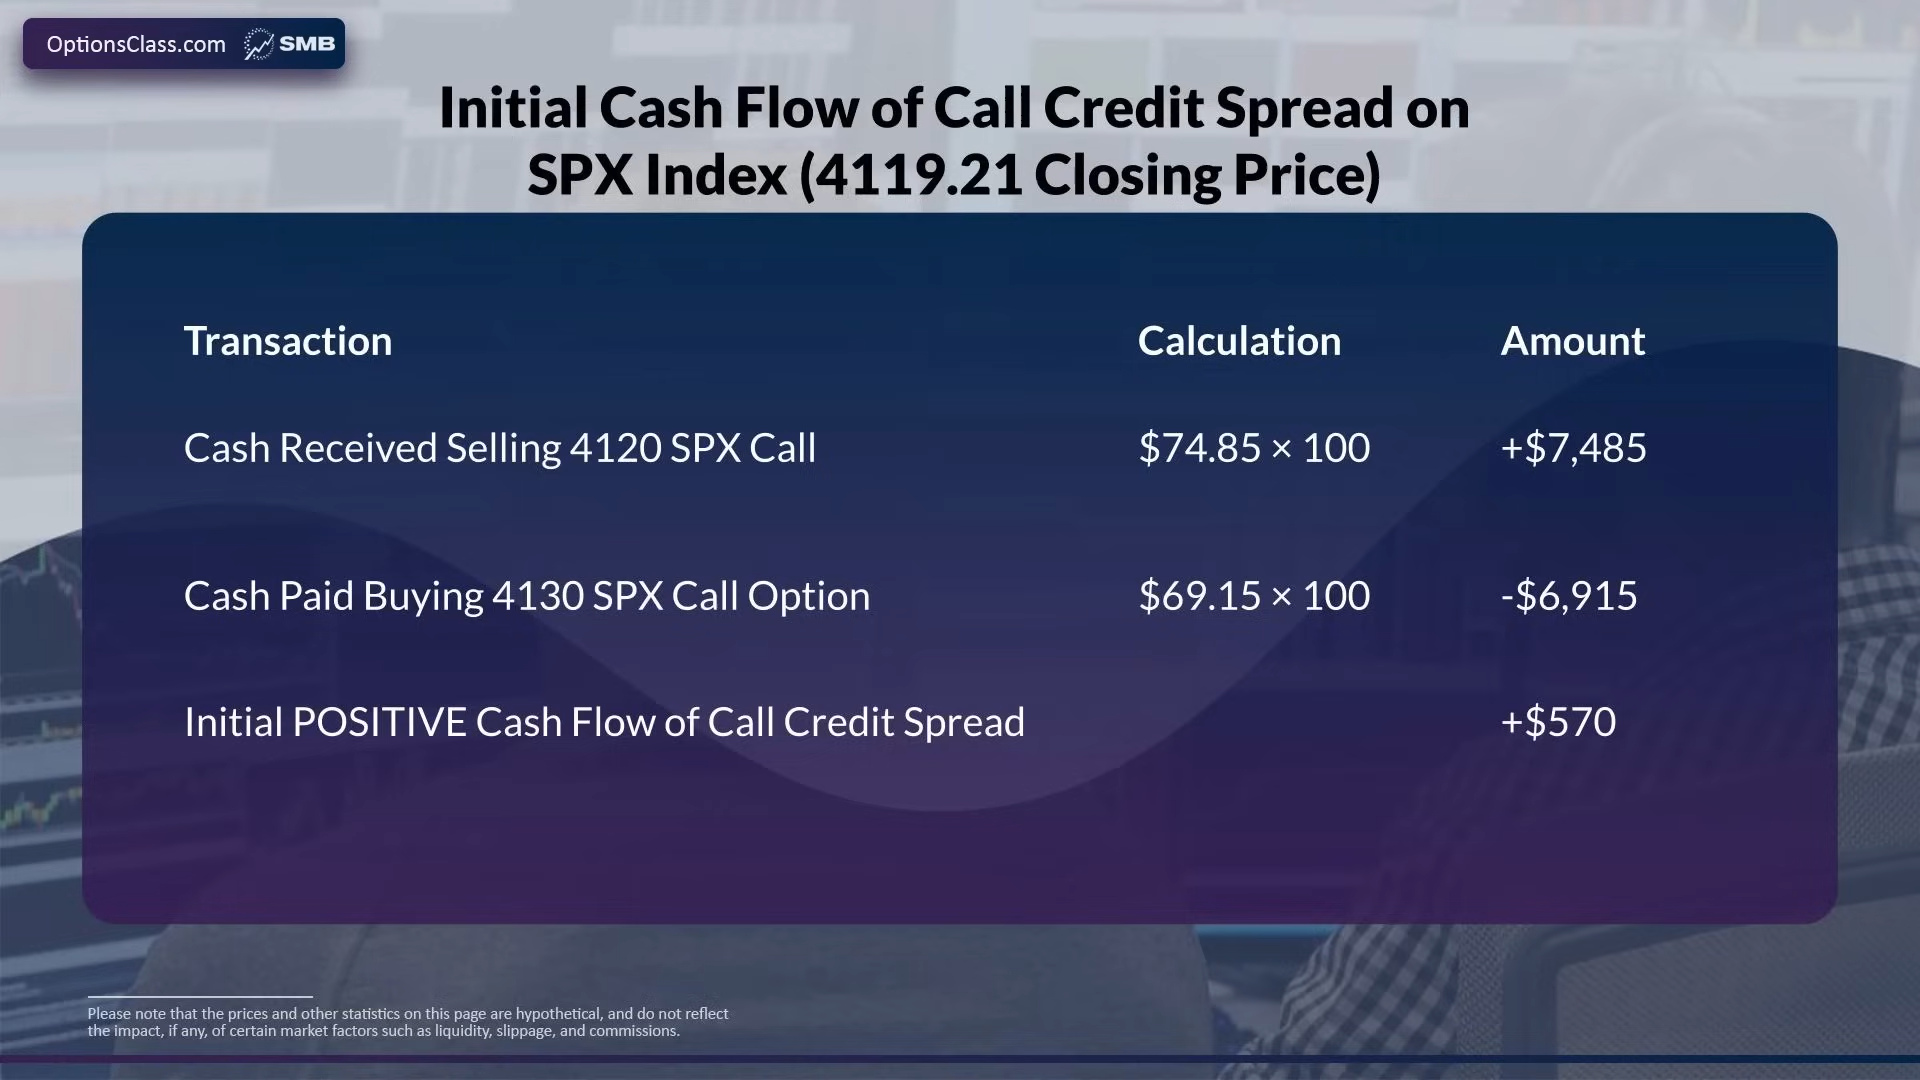 OptionsClass.com SMB
Initial Cash Flow of Call Credit Spread on
SPX Index (4119.21 Closing Price)
Transaction Calculation Amount
Cash Received Selling 4120 SPX Call $74.85 × 100 +$7,485
Cash Paid Buying 4130 SPX Call Option $69.15 × 100 -$6,915
Initial POSITIVE Cash Flow of Call Credit Spread +$570
Please note that the prices and other statistics on this page are hypothetical, and do not reflect
the impact, if any, of certain market factors such as liquidity, slippage, and commissions.